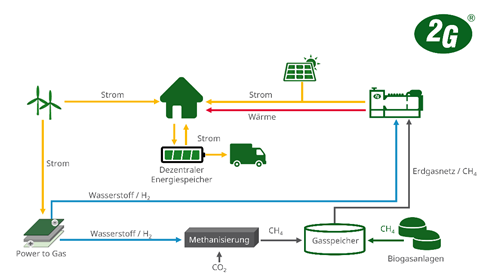 2G
®
Strom
Strom
Wärme
2G
Strom
Strom
Dezentraler
Energiespeicher
Erdgasnetz / CH₄
Wasserstoff / H₂
Wasserstoff / H₂
Methanisierung
CH₄
Gasspeicher
CH₄
Power to Gas
CO₂
Biogasanlagen